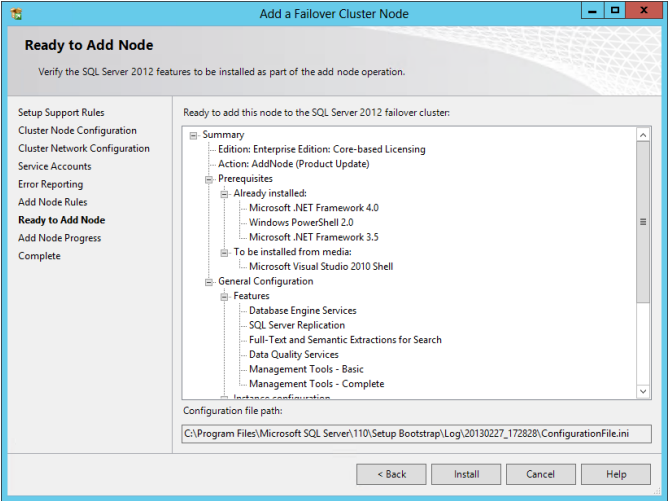 Add a Failover Cluster Node
Ready to Add Node
Verify the SQL Server 2012 features to be installed as part of the add node operation.
Setup Support Rules
Cluster Node Configuration
Cluster Network Configuration
Service Accounts
Error Reporting
Add Node Rules
Ready to Add Node
Add Node Progress
Complete
Ready to add this node to the SQL Server 2012 failover cluster:
Summary
Edition: Enterprise Edition: Core-based Licensing
Action: AddNode (Product Update)
Prerequisites
Already installed:
Microsoft .NET Framework 4.0
Windows PowerShell 2.0
Microsoft .NET Framework 3.5
To be installed from media:
Microsoft Visual Studio 2010 Shell
General Configuration
Features
Database Engine Services
SQL Server Replication
Full-Text and Semantic Extractions for Search
Data Quality Services
Management Tools - Basic
Management Tools - Complete
Instance configuration
Configuration file path:
C:\Program Files\Microsoft SQL Server\110\Setup Bootstrap\Log\20130227_172828\ConfigurationFile.ini
< Back Install Cancel Help